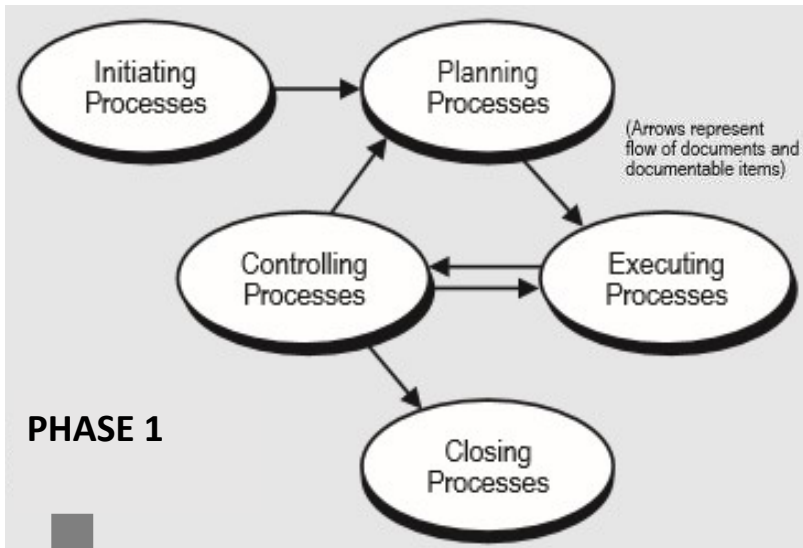 Initiating
Processes
Planning
Processes
(Arrows represent
flow of documents and
documentable items)
Controlling
Processes
Executing
Processes
PHASE 1
Closing
Processes